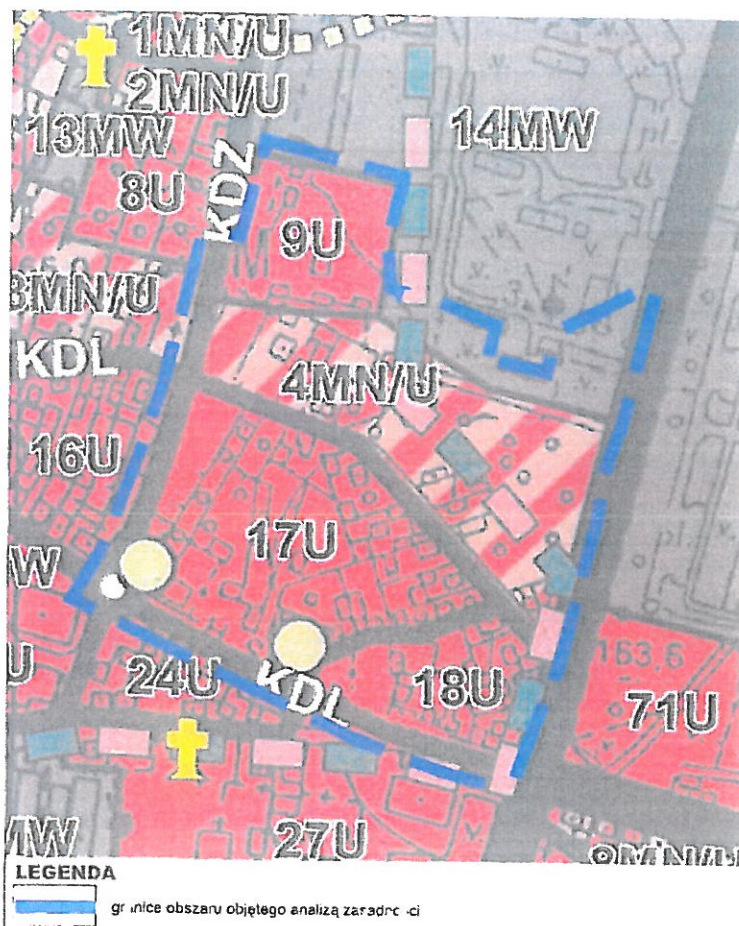 1MN/U
2MN/U
13MW
14MW
8U
KDZ
9U
3MN/U
KDL
4MN/U
16U
17U
W
U
24U
KDL
18U
163,6
71U
MW
27U
LEGENDA
obszaru objętego analizą